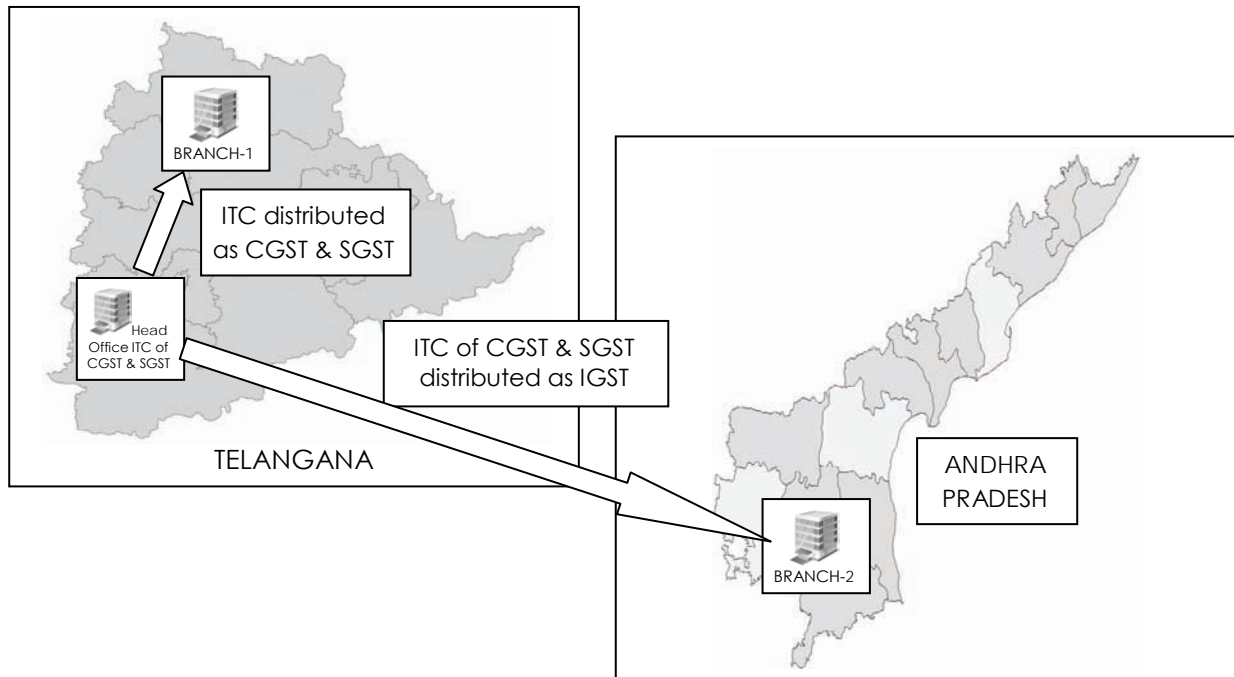 BRANCH-1
ITC distributed
as CGST & SGST
Head
Office ITC of
CGST & SGST
ITC of CGST & SGST
distributed as IGST
TELANGANA
ANDHRA
PRADESH
BRANCH-2